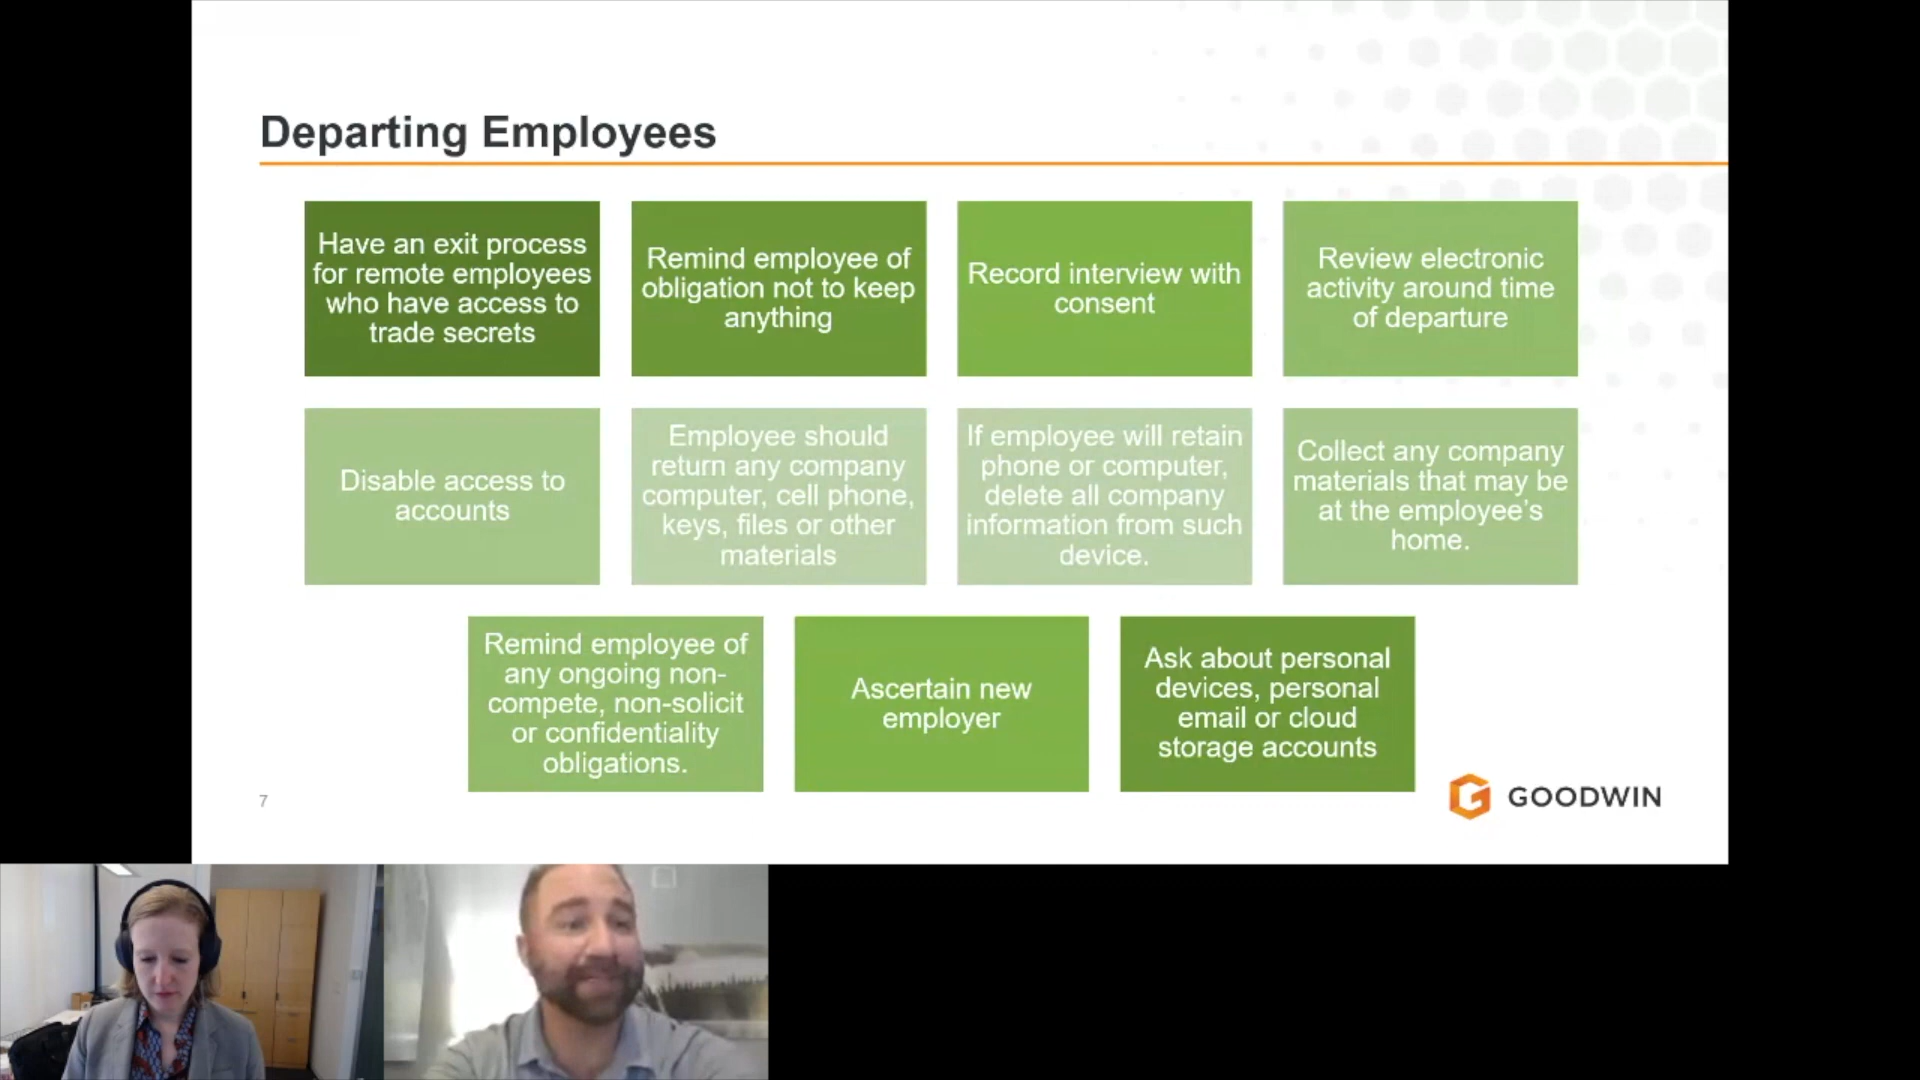 Departing Employees
Have an exit process
for remote employees
who have access to
trade secrets
Remind employee of
obligation not to keep
anything
Record interview with
consent
Review electronic
activity around time
of departure
Disable access to
accounts
Employee should
return any company
computer, cell phone,
keys, files or other
materials
If employee will retain
phone or computer,
delete all company
information from such
device.
Collect any company
materials that may be
at the employee’s
home.
Remind employee of
any ongoing non-
compete, non-solicit
or confidentiality
obligations.
Ascertain new
employer
Ask about personal
devices, personal
email or cloud
storage accounts
7
GOODWIN